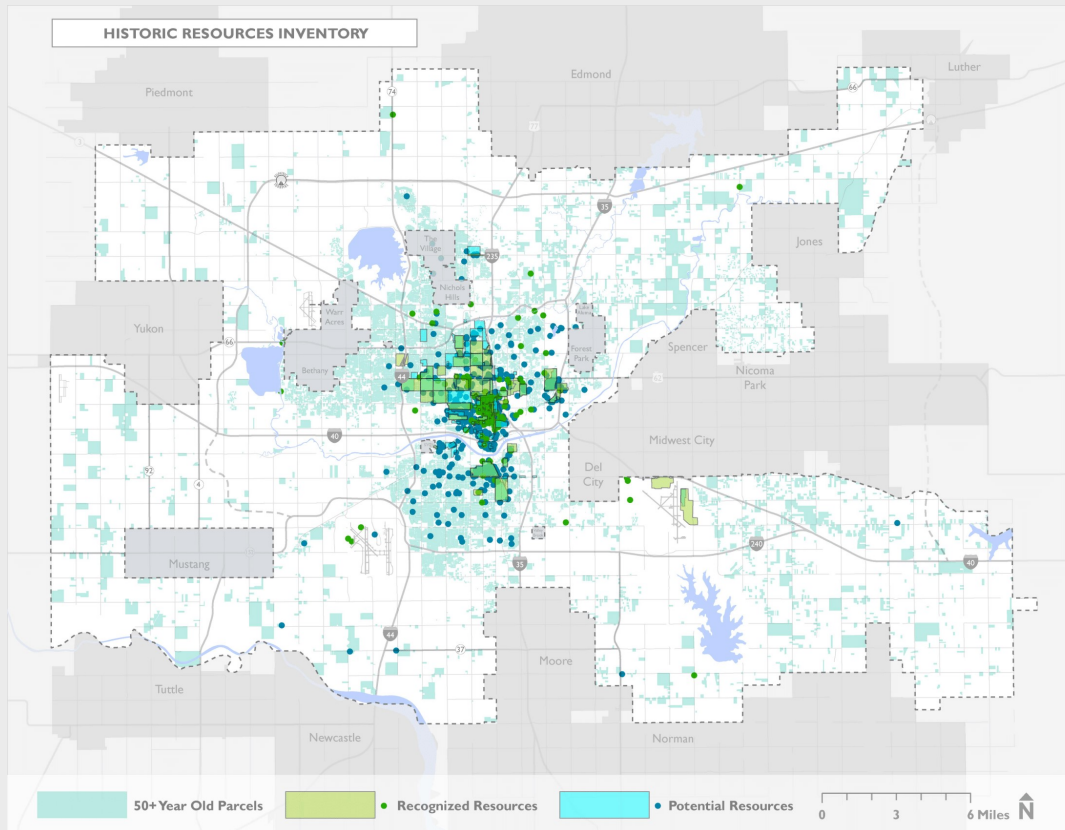 HISTORIC RESOURCES INVENTORY
Luther
Edmond
Piedmont
74
66
77
35
Jones
The
Village
235
Nichols
Hills
Warr
Acres
Yukon
66
Forest
Park
Spencer
Bethany
44
Nicoma
Park
62
40
Midwest City
92
4
Del
City
240
Mustang
35
40
44
37
Moore
Tuttle
Newcastle
Norman
50+ Year Old Parcels
Recognized Resources
Potential Resources
0
3
6 Miles
N